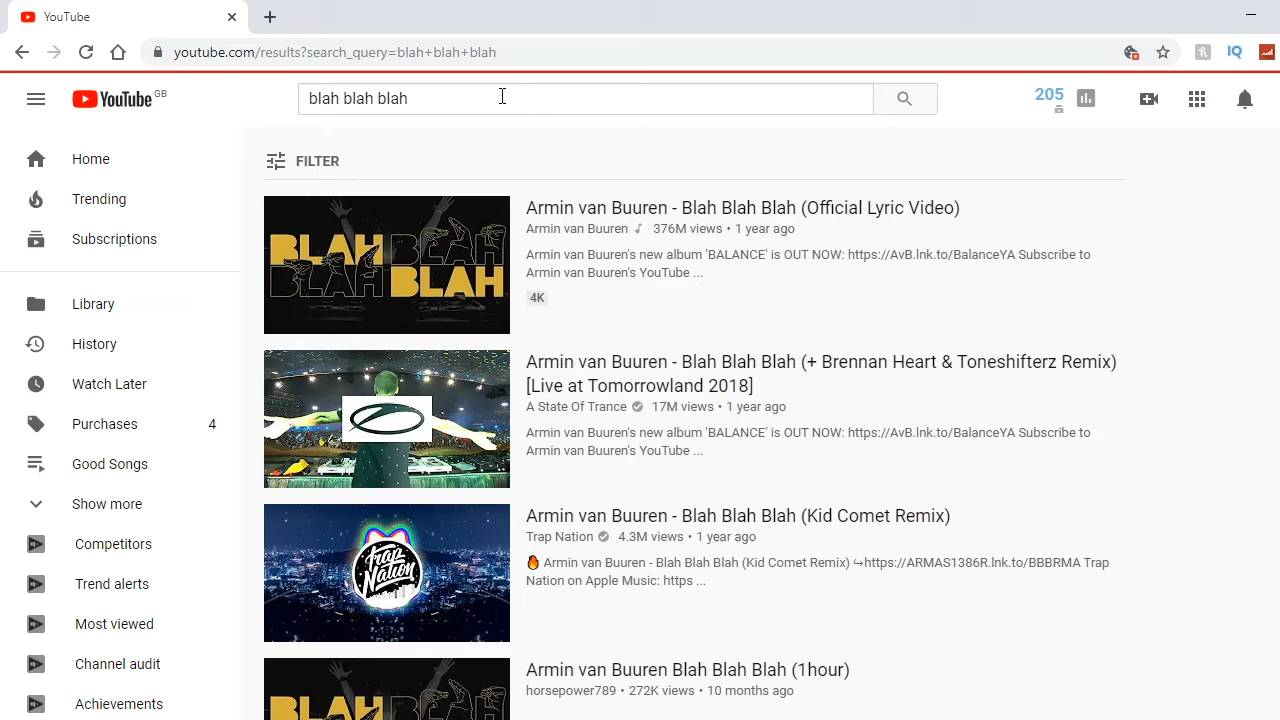 YouTube
youtube.com/results?search_query=blah+blah+blah
IQ
YouTube GB
blah blah blah
205
Home
Trending
Subscriptions
Library
History
Watch Later
Purchases 4
Good Songs
Show more
Competitors
Trend alerts
Most viewed
Channel audit
Achievements
FILTER
BLAH BLAH
BLAH BLAH
Armin van Buuren - Blah Blah Blah (Official Lyric Video)
Armin van Buuren 376M views • 1 year ago
Armin van Buuren's new album 'BALANCE' is OUT NOW: https://AvB.lnk.to/BalanceYA Subscribe to
Armin van Buuren's YouTube ...
4K
Armin van Buuren - Blah Blah Blah (+ Brennan Heart & Toneshifterz Remix)
[Live at Tomorrowland 2018]
A State Of Trance 17M views • 1 year ago
Armin van Buuren's new album 'BALANCE' is OUT NOW: https://AvB.lnk.to/BalanceYA Subscribe to
Armin van Buuren's YouTube ...
Trap
Nation
Armin van Buuren - Blah Blah Blah (Kid Comet Remix)
Trap Nation 4.3M views • 1 year ago
🔥 Armin van Buuren - Blah Blah Blah (Kid Comet Remix) ↪https://ARMAS1386R.lnk.to/BBBRMA Trap
Nation on Apple Music: https ...
BLAH BLAH
Armin van Buuren Blah Blah Blah (1hour)
horsepower789 • 272K views • 10 months ago